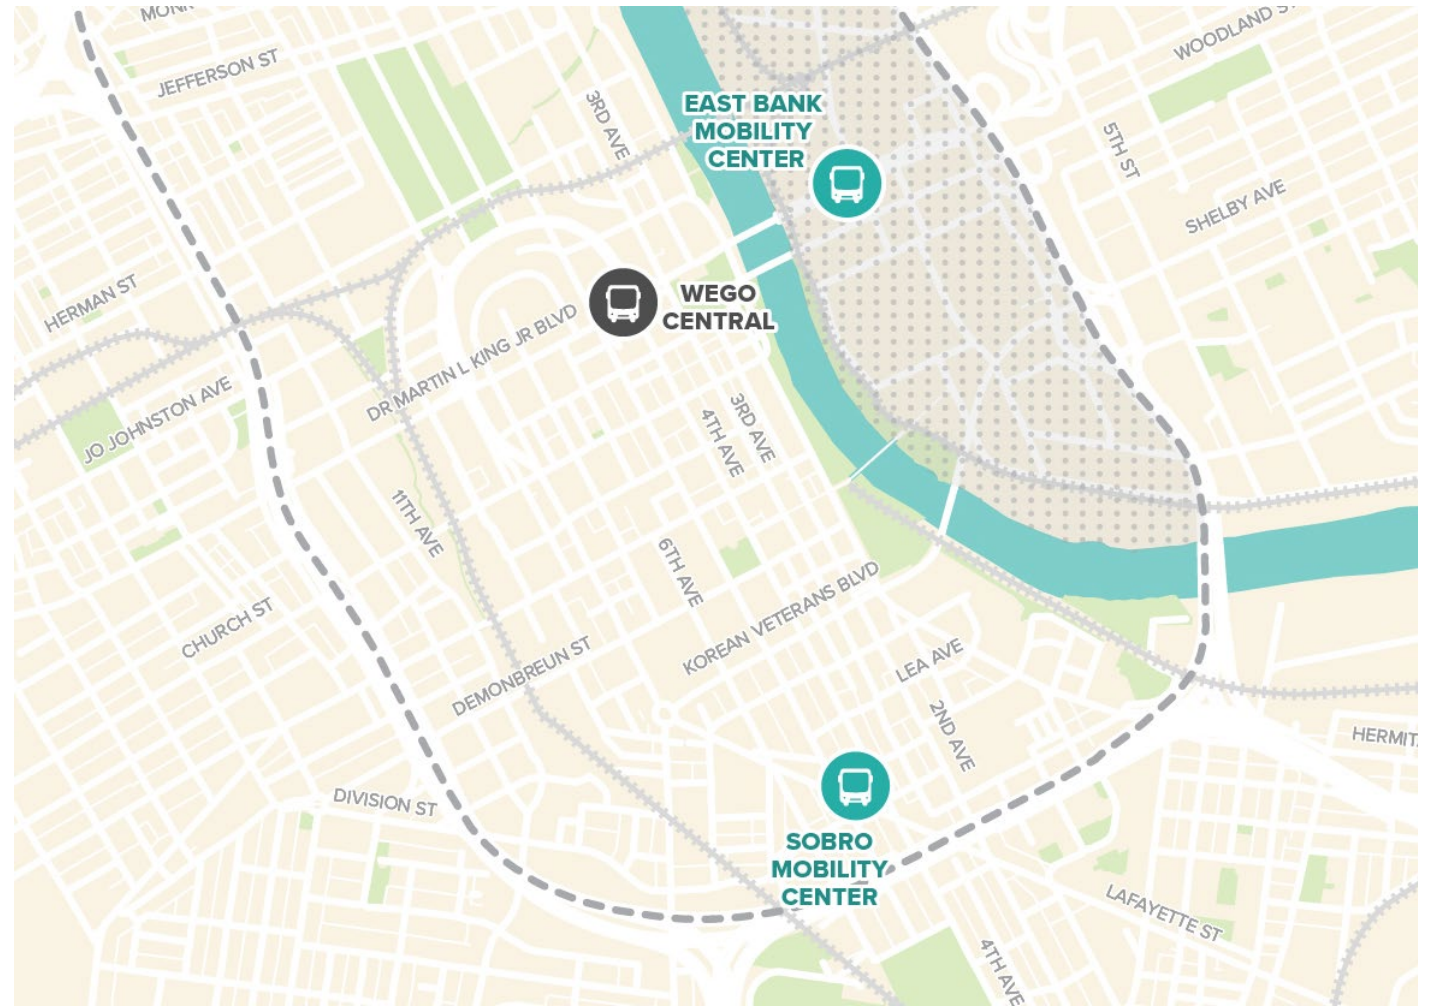 JEFFERSON ST
3RD AVE
WOODLAND ST
EAST BANK
MOBILITY
CENTER
5TH ST
SHELBY AVE
HERMAN ST
WEGO
CENTRAL
DR MARTIN L KING JR BLVD
JO JOHNSTON AVE
3RD AVE
4TH AVE
11TH AVE
6TH AVE
KOREAN VETERANS BLVD
CHURCH ST
DEMONBREUN ST
LEA AVE
2ND AVE
HERMIT
DIVISION ST
SOBRO
MOBILITY
CENTER
LAFAYETTE ST
4TH AVE